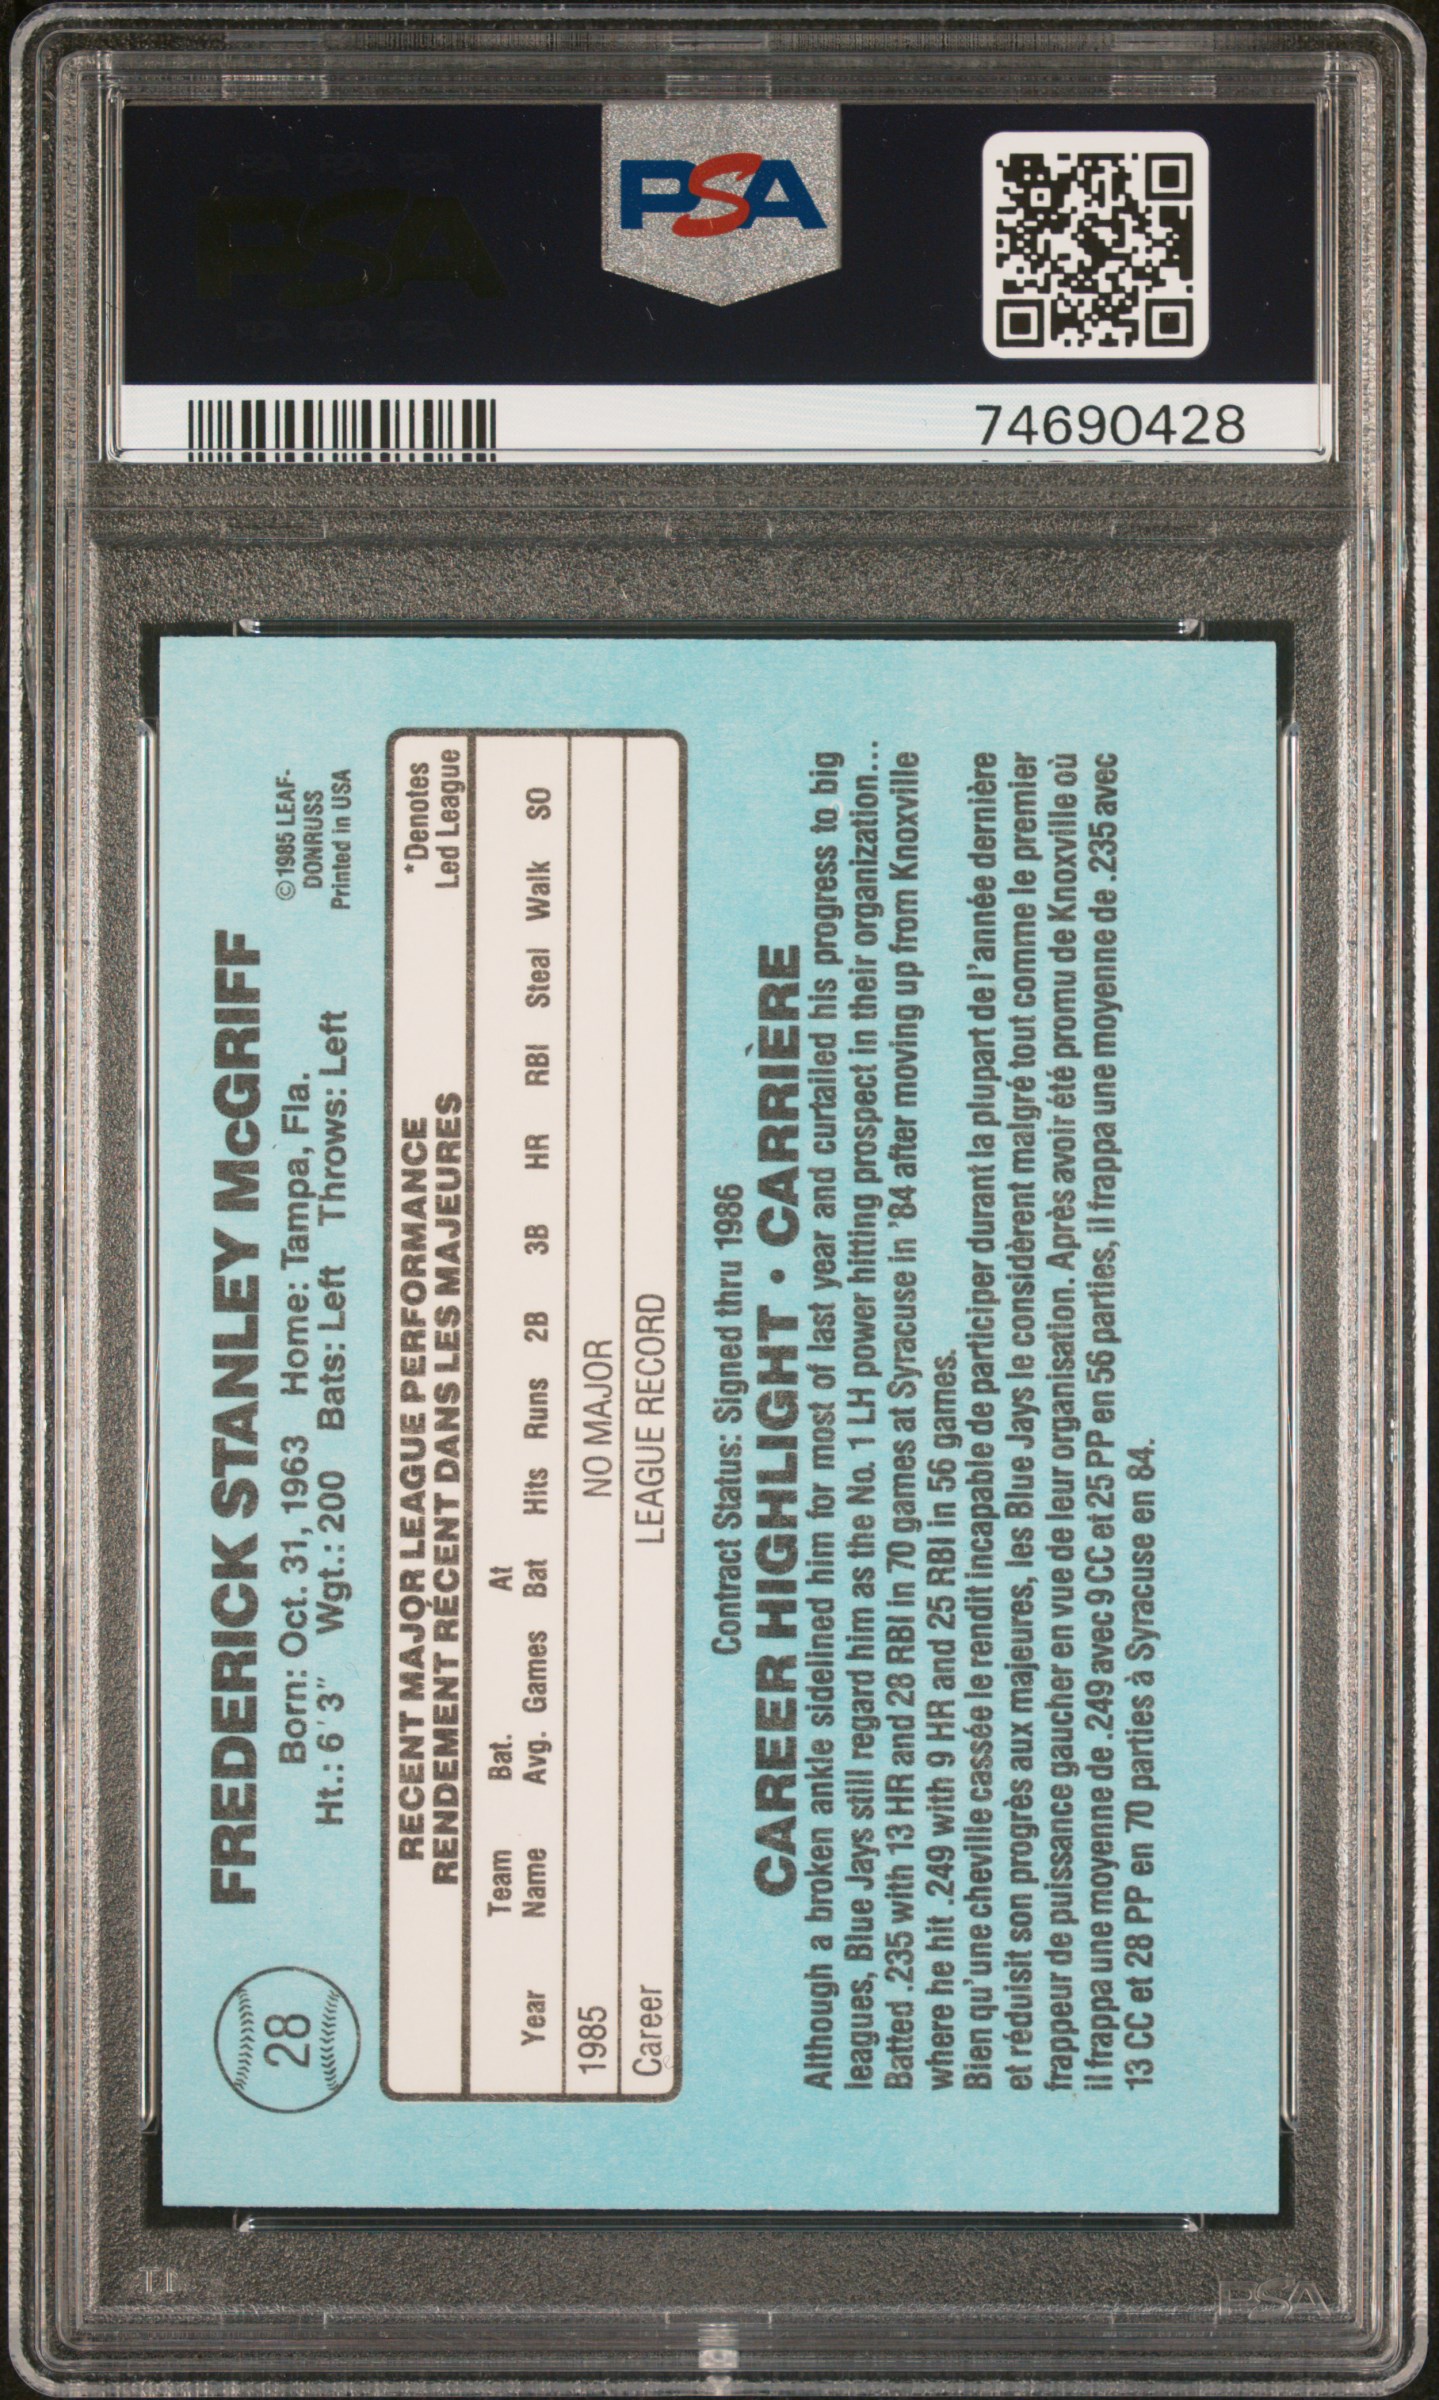 PSA
PSA
74690428
28
FREDERICK STANLEY McGRIFF
Born: Oct. 31, 1963 Home: Tampa, Fla.
Ht.: 6'3" Wgt.: 200 Bats: Left Throws: Left
©1985 LEAF-
DONRUSS
Printed in USA
RECENT MAJOR LEAGUE PERFORMANCE
RENDEMENT RÉCENT DANS LES MAJEURES
*Denotes
Led League
Team Bat. At
Year Name Avg. Games Bat Hits Runs 2B 3B HR RBI Steal Walk SO
1985 NO MAJOR
Career LEAGUE RECORD
Contract Status: Signed thru 1986
CAREER HIGHLIGHT • CARRIÈRE
Although a broken ankle sidelined him for most of last year and curtailed his progress to big
leagues, Blue Jays still regard him as the No. 1 LH power hitting prospect in their organization...
Batted .235 with 13 HR and 28 RBI in 70 games at Syracuse in '84 after moving up from Knoxville
where he hit .249 with 9 HR and 25 RBI in 56 games.
Bien qu'une cheville cassée le rendit incapable de participer durant la plupart de l'année dernière
et réduisit son progrès aux majeures, les Blue Jays le considèrent malgré tout comme le premier
frappeur de puissance gaucher en vue de leur organisation. Après avoir été promu de Knoxville où
il frappa une moyenne de .249 avec 9 CC et 25 PP en 56 parties, il frappa une moyenne de .235 avec
13 CC et 28 PP en 70 parties à Syracuse en 84.
PSA